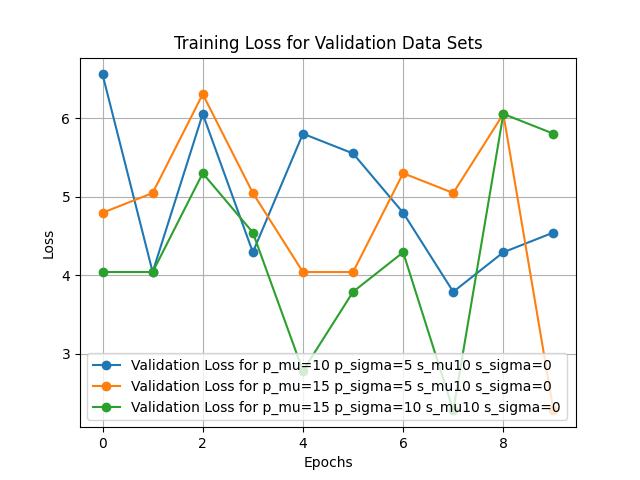 Training Loss for Validation Data Sets
6
5
4
3
Loss
Validation Loss for p_mu=10 p_sigma=5 s_mu10 s_sigma=0
Validation Loss for p_mu=15 p_sigma=5 s_mu10 s_sigma=0
Validation Loss for p_mu=15 p_sigma=10 s_mu10 s_sigma=0
0 2 4 6 8
Epochs